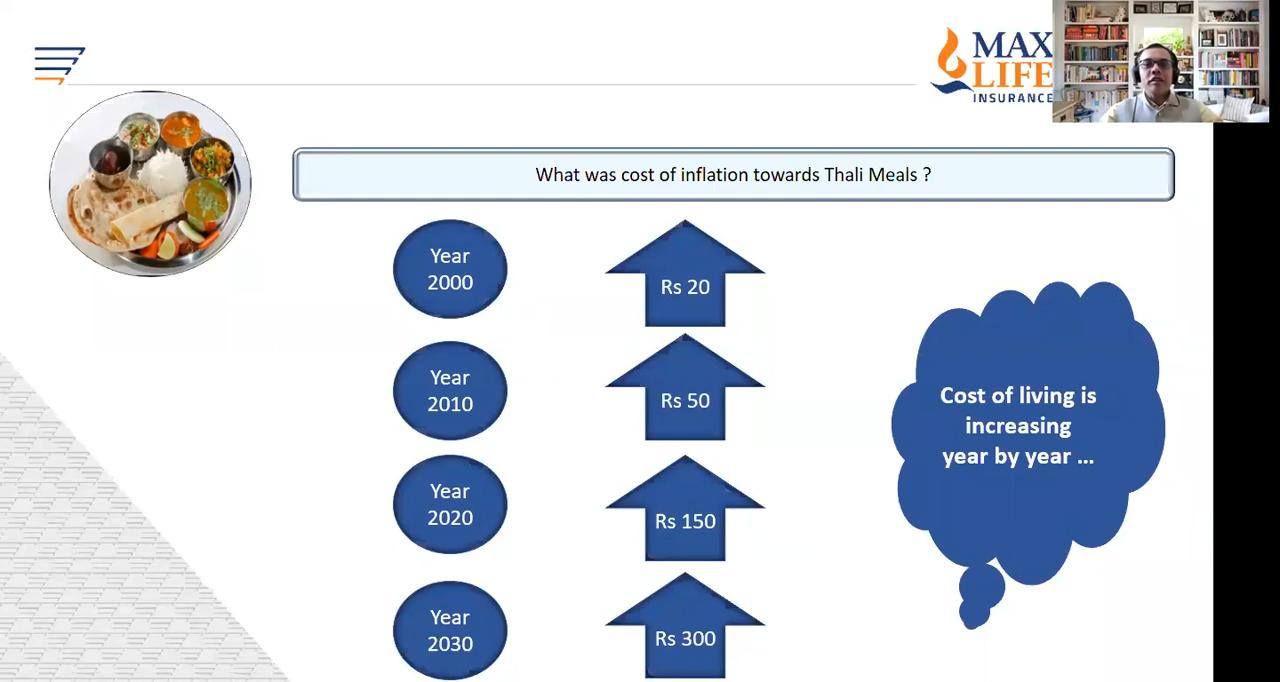 MAX
LIFE
INSURANCE
What was cost of inflation towards Thali Meals ?
Year
2000
Rs 20
Year
2010
Rs 50
Year
2020
Rs 150
Year
2030
Rs 300
Cost of living is
increasing
year by year ...